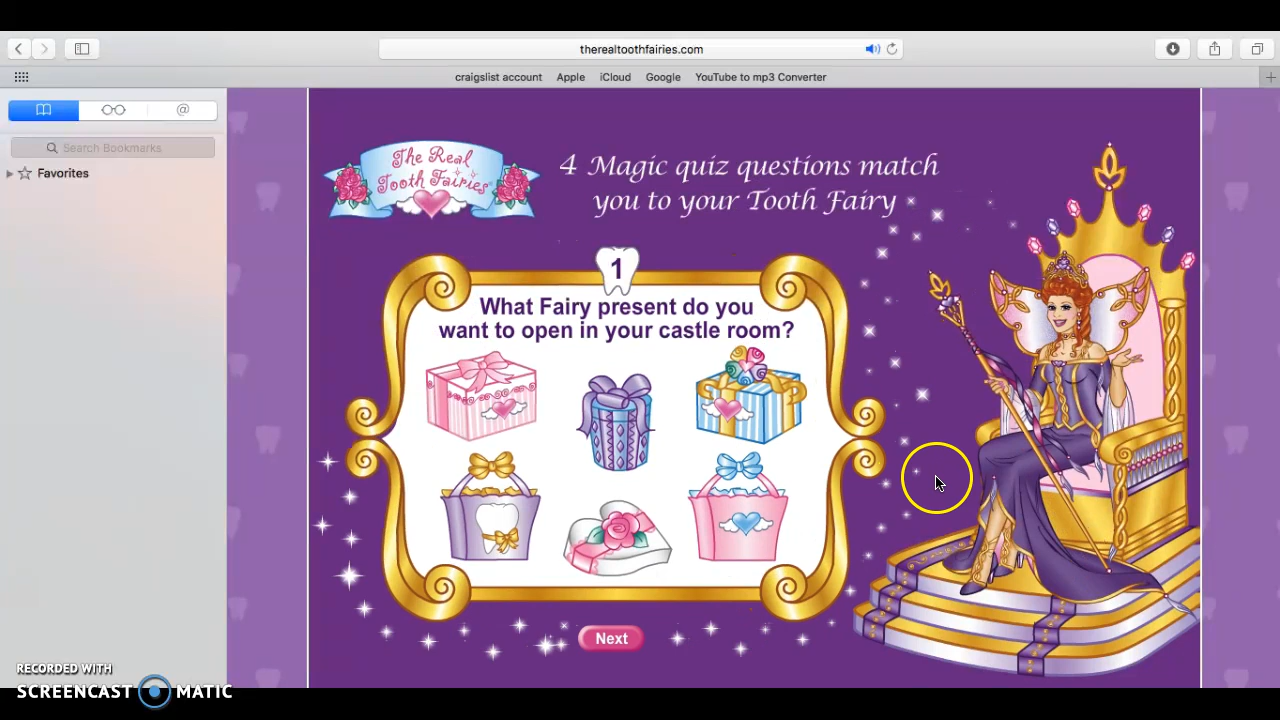 therealtoothfairies.com
craigslist account Apple iCloud Google YouTube to mp3 Converter
@
Search Bookmarks
Favorites
The Real
Tooth Fairies
4 Magic quiz questions match
you to your Tooth Fairy
1
What Fairy present do you
want to open in your castle room?
Next
RECORDED WITH
SCREENCAST MATIC